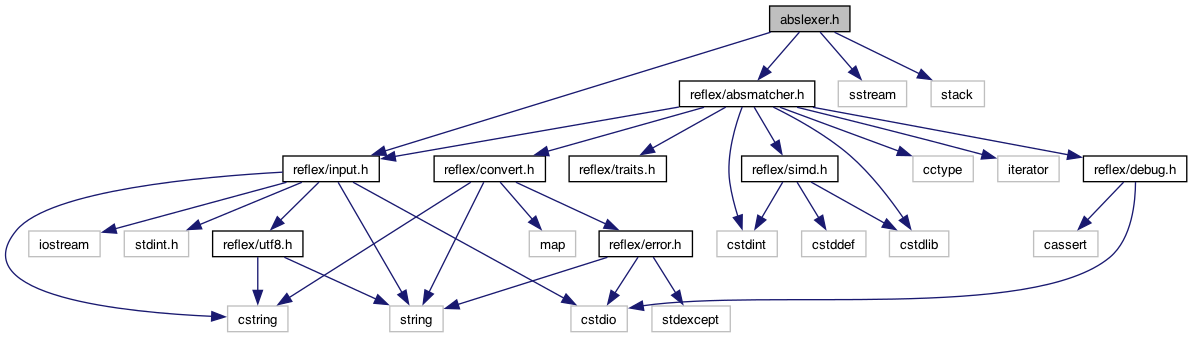 abslexer.h
reflex/absmatcher.h
sstream
stack
reflex/input.h
reflex/convert.h
reflex/traits.h
reflex/simd.h
cctype
iterator
reflex/debug.h
iostream
stdint.h
reflex/utf8.h
map
reflex/error.h
cstdint
cstddef
cstdlib
cassert
cstring
string
cstdio
stdexcept